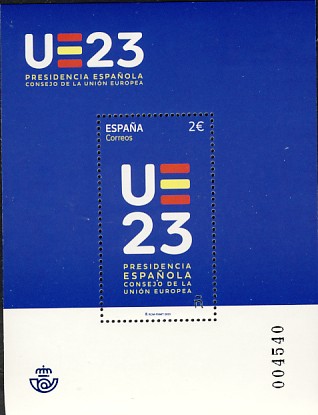 UE23
PRESIDENCIA ESPAÑOLA
CONSEJO DE LA UNIÓN EUROPEA
ESPAÑA 2€
Correos
UE
23
PRESIDENCIA
ESPAÑOLA
CONSEJO DE LA
UNIÓN EUROPEA
004540